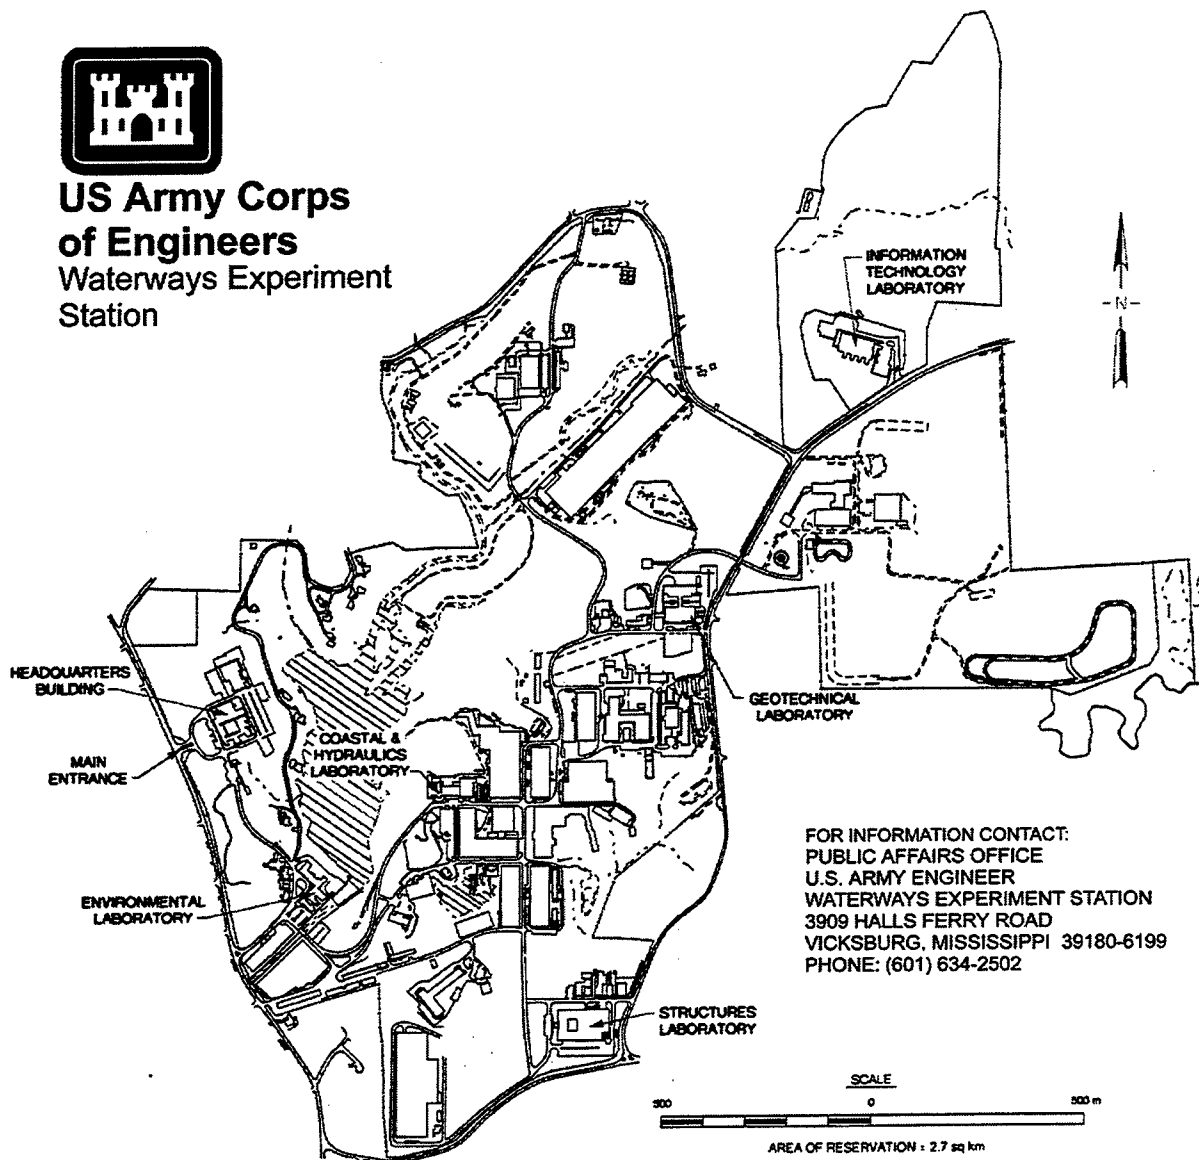 US Army Corps
of Engineers
Waterways Experiment
Station
INFORMATION
TECHNOLOGY
LABORATORY
N
HEADQUARTERS
BUILDING
MAIN
ENTRANCE
COASTAL &
HYDRAULICS
LABORATORY
GEOTECHNICAL
LABORATORY
ENVIRONMENTAL
LABORATORY
FOR INFORMATION CONTACT:
PUBLIC AFFAIRS OFFICE
U.S. ARMY ENGINEER
WATERWAYS EXPERIMENT STATION
3909 HALLS FERRY ROAD
VICKSBURG, MISSISSIPPI 39180-6199
PHONE: (601) 634-2502
STRUCTURES
LABORATORY
SCALE
500 0 500 m
AREA OF RESERVATION = 2.7 sq km